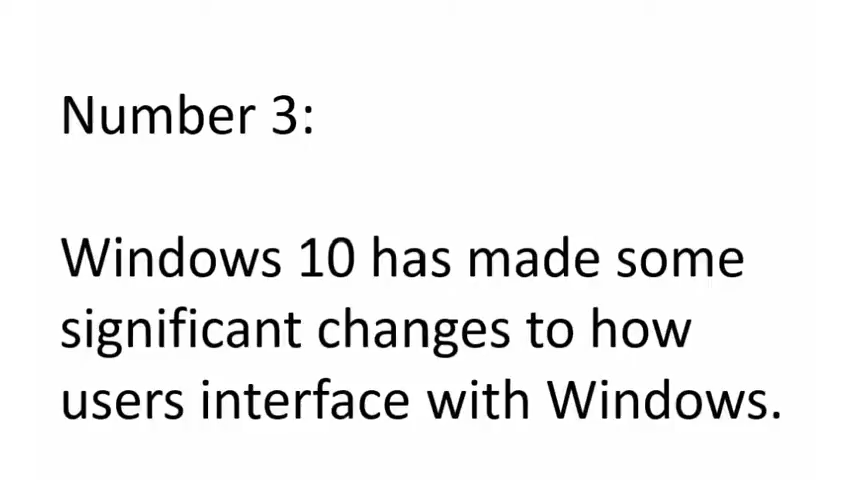 Number 3:
Windows 10 has made some
significant changes to how
users interface with Windows.